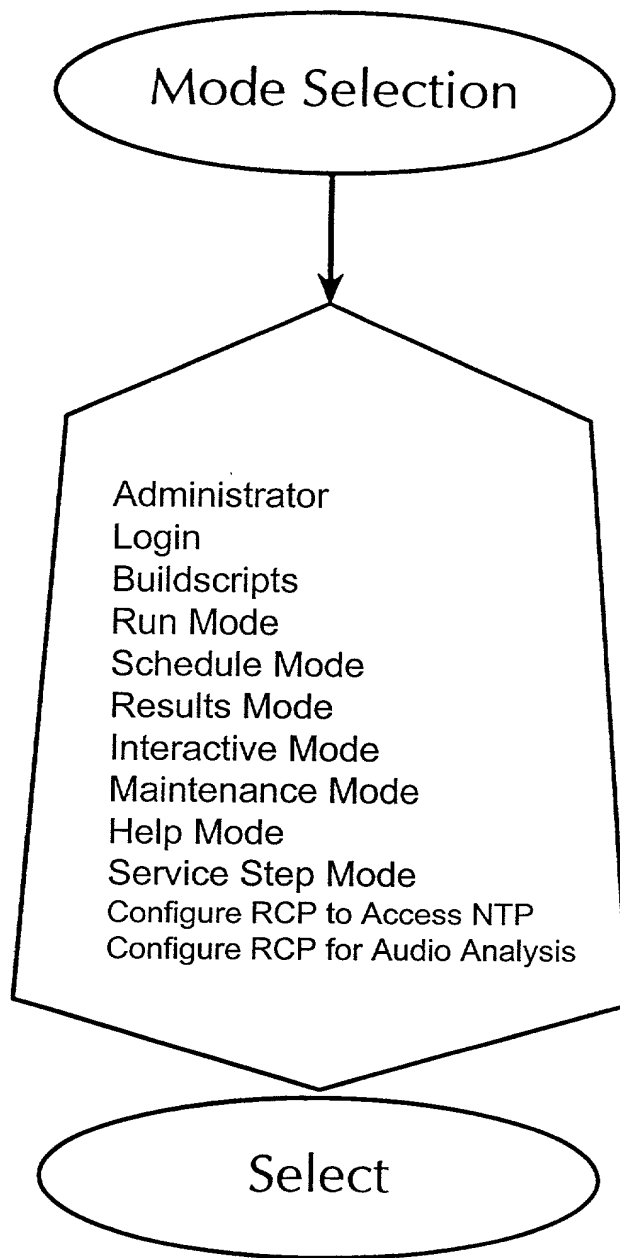 Mode Selection
Administrator
Login
Buildscripts
Run Mode
Schedule Mode
Results Mode
Interactive Mode
Maintenance Mode
Help Mode
Service Step Mode
Configure RCP to Access NTP
Configure RCP for Audio Analysis
Select